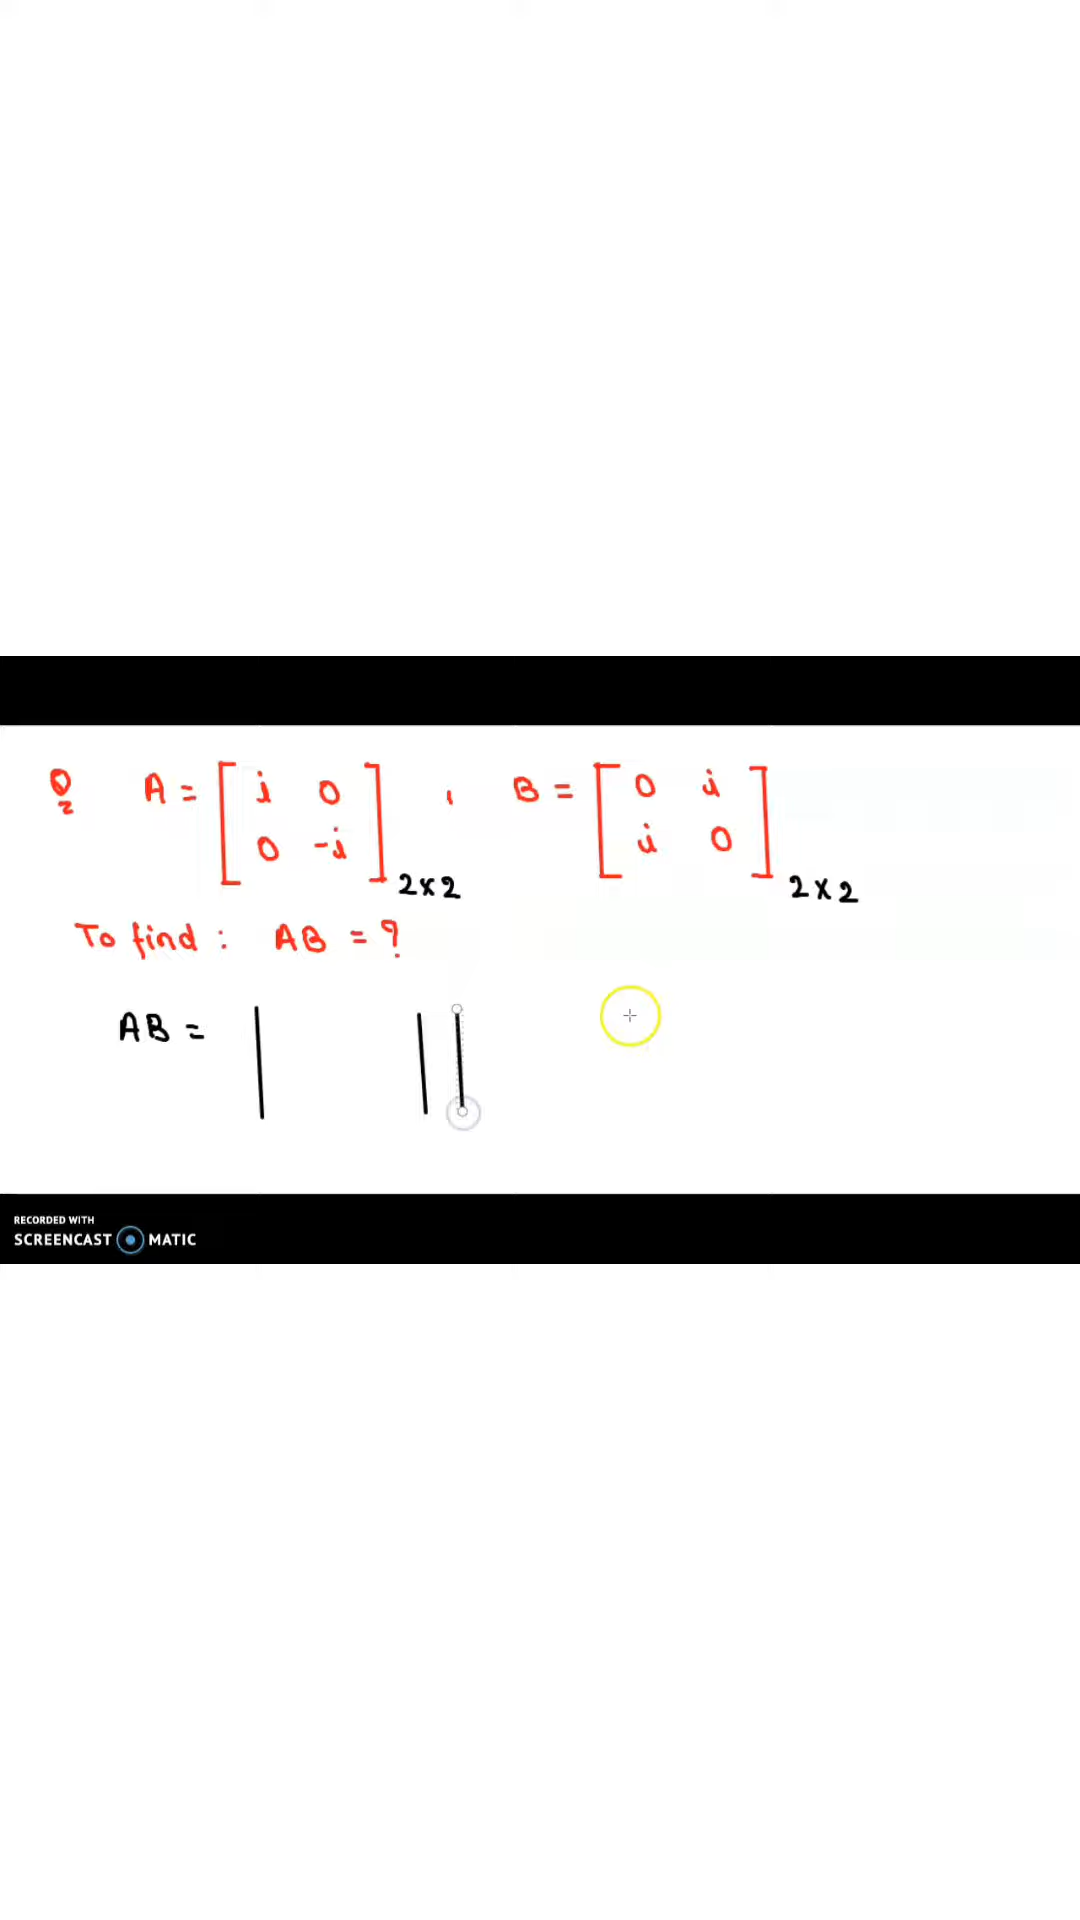 Q2 A = [ i 0 , B = [ 0 i
0 -i ] 2x2 i 0 ] 2x2
To find : AB = ?
AB =
RECORDED WITH
SCREENCAST MATIC